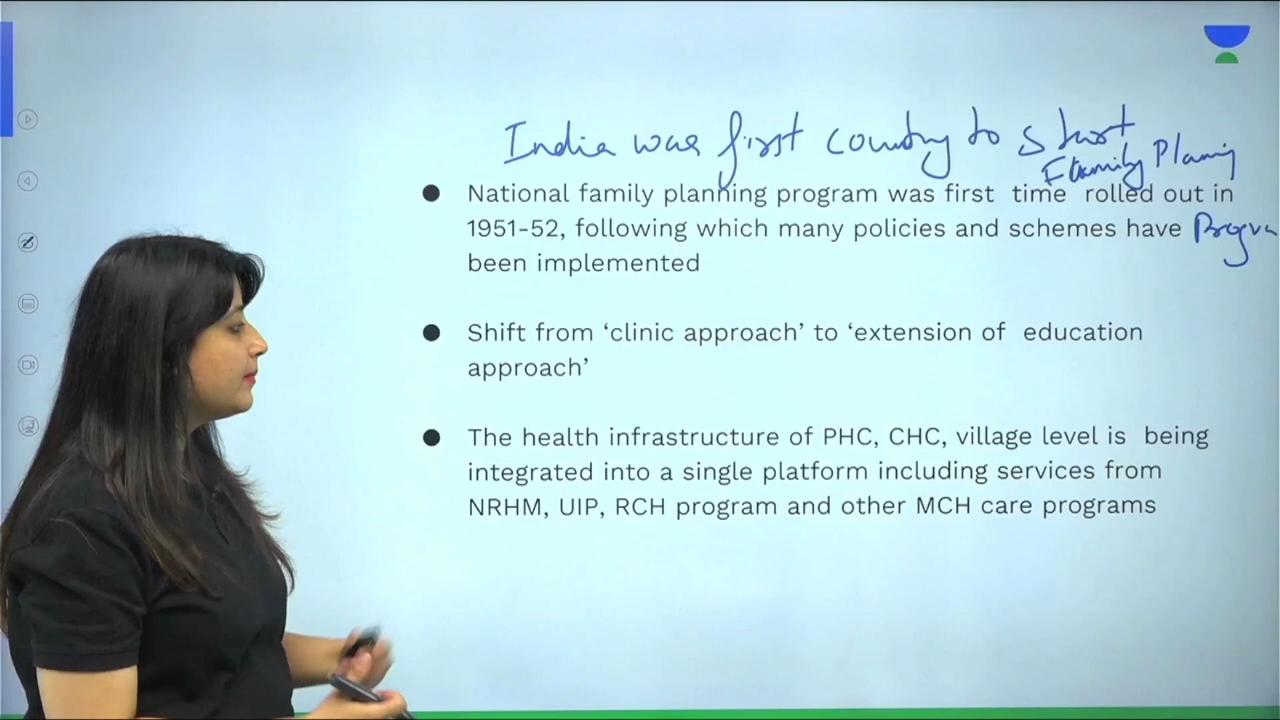 India was first country to start
Family Planing
● National family planning program was first time rolled out in
1951-52, following which many policies and schemes have
been implemented
● Shift from ‘clinic approach’ to ‘extension of education
approach’
● The health infrastructure of PHC, CHC, village level is being
integrated into a single platform including services from
NRHM, UIP, RCH program and other MCH care programs